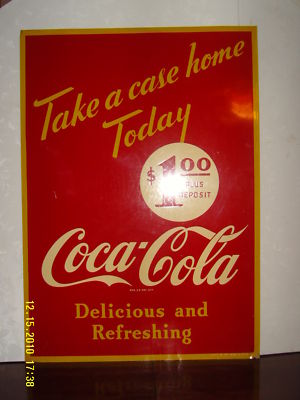 Take a case home
Today
$1.00
PLUS
DEPOSIT
Coca-Cola
Delicious and
Refreshing
12.15.2010 17:38